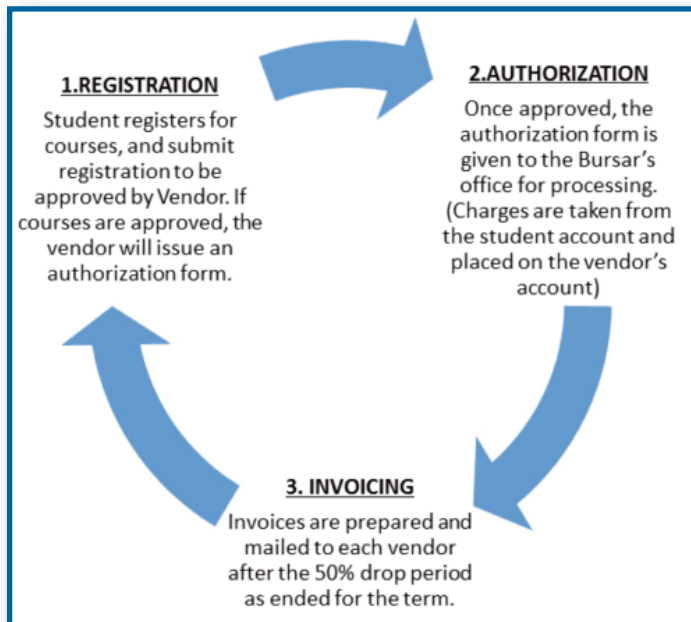 1.REGISTRATION
Student registers for
courses, and submit
registration to be
approved by Vendor. If
courses are approved, the
vendor will issue an
authorization form.
2.AUTHORIZATION
Once approved, the
authorization form is
given to the Bursar's
office for processing.
(Charges are taken from
the student account and
placed on the vendor's
account)
3. INVOICING
Invoices are prepared and
mailed to each vendor
after the 50% drop period
as ended for the term.